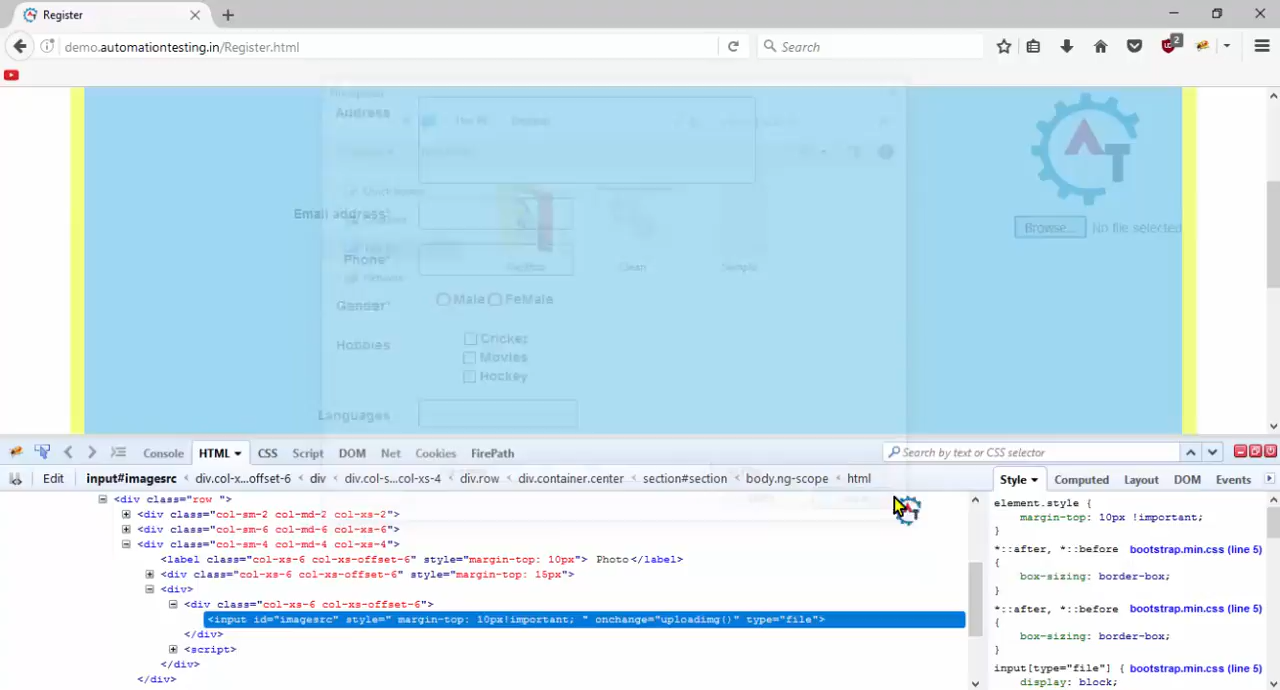 Register
demo.automationtesting.in/Register.html
Search
2
Address
Email address*
Phone*
Gender*
Male FeMale
Hobbies
Cricket
Movies
Hockey
Languages
Browse... No file selected
Console HTML CSS Script DOM Net Cookies FirePath
Search by text or CSS selector
Edit input#imagesrc < div.col-x...offset-6 < div < div.col-s...col-xs-4 < div.row < div.container.center < section#section < body.ng-scope < html
Style Computed Layout DOM Events
<div class="row ">
<div class="col-sm-2 col-md-2 col-xs-2">
<div class="col-sm-6 col-md-6 col-xs-6">
<div class="col-sm-4 col-md-4 col-xs-4">
<label class="col-xs-6 col-xs-offset-6" style="margin-top: 10px"> Photo</label>
<div class="col-xs-6 col-xs-offset-6" style="margin-top: 15px">
<div>
<div class="col-xs-6 col-xs-offset-6">
<input id="imagesrc" style=" margin-top: 10px!important; " onchange="uploadimg()" type="file">
</div>
<script>
</div>
</div>
element.style {
margin-top: 10px !important;
}
*::after, *::before bootstrap.min.css (line 5)
{
box-sizing: border-box;
}
*::after, *::before bootstrap.min.css (line 5)
{
box-sizing: border-box;
}
input[type="file"] { bootstrap.min.css (line 5)
display: block;